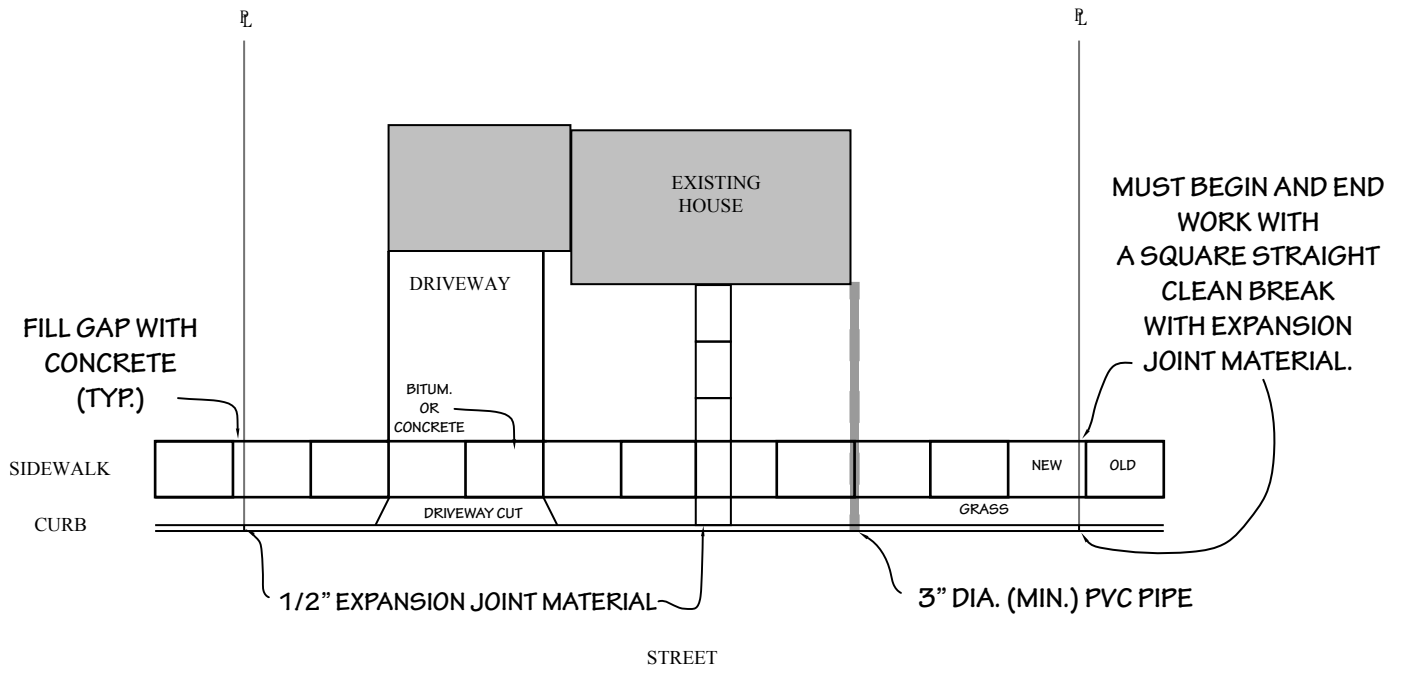 PL
PL
EXISTING
HOUSE
MUST BEGIN AND END
WORK WITH
A SQUARE STRAIGHT
CLEAN BREAK
WITH EXPANSION
JOINT MATERIAL.
DRIVEWAY
FILL GAP WITH
CONCRETE
(TYP.)
BITUM.
OR
CONCRETE
SIDEWALK
NEW
OLD
CURB
DRIVEWAY CUT
GRASS
1/2” EXPANSION JOINT MATERIAL
3” DIA. (MIN.) PVC PIPE
STREET